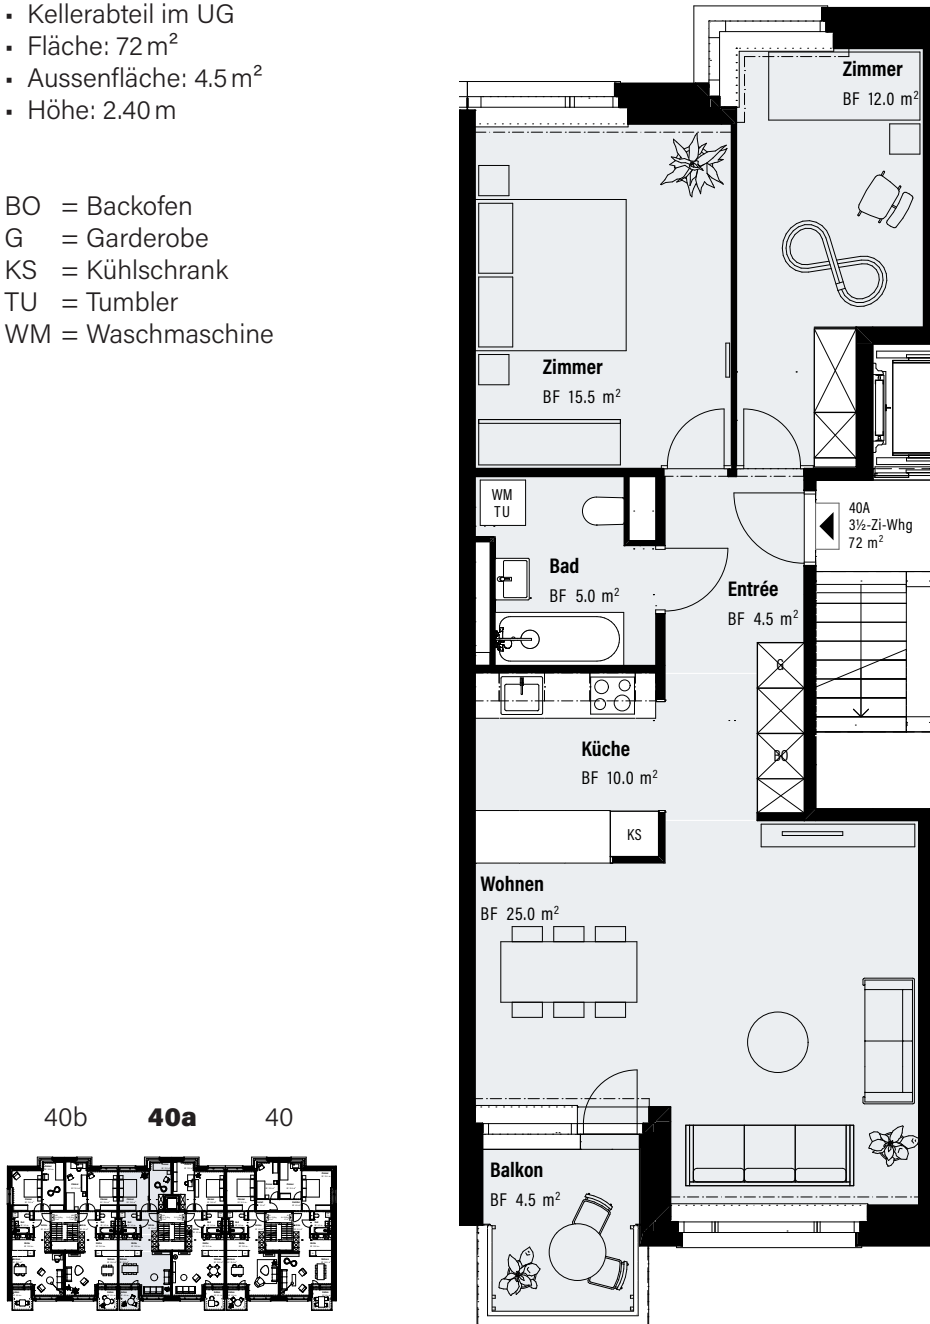 • Kellerabteil im UG
• Fläche: 72 m²
• Aussenfläche: 4.5 m²
• Höhe: 2.40 m
BO = Backofen
G = Garderobe
KS = Kühlschrank
TU = Tumbler
WM = Waschmaschine
Zimmer
BF 12.0 m²
Zimmer
BF 15.5 m²
WM
TU
40A
3½-Zi-Whg
72 m²
Bad
BF 5.0 m²
Entrée
BF 4.5 m²
G
Küche
BF 10.0 m²
BO
KS
Wohnen
BF 25.0 m²
Balkon
BF 4.5 m²
40b 40a 40